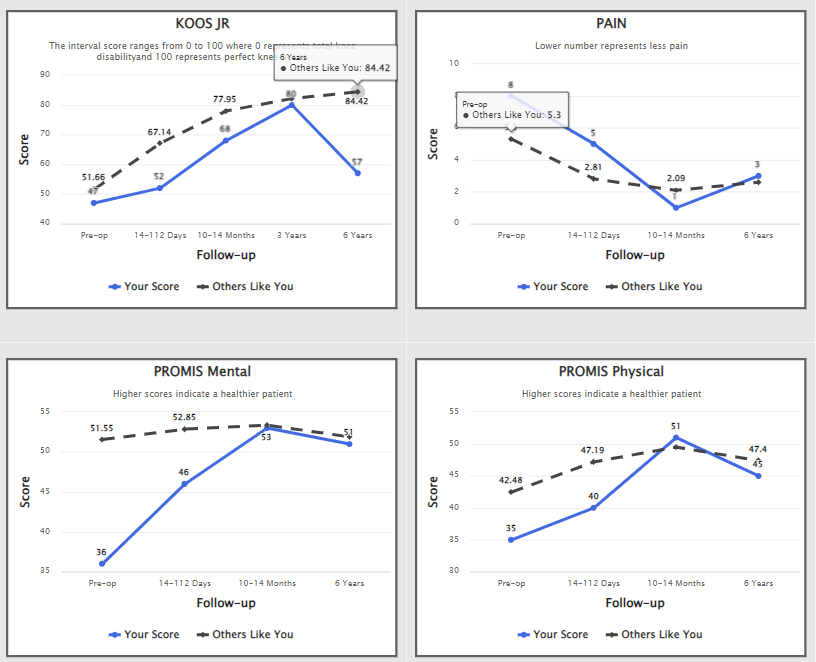 KOOS JR
The interval score ranges from 0 to 100 where 0 represents total knee
disabilityand 100 represents perfect knee
6 Years
● Others Like You: 84.42
90
80
70
60
50
40
Score
51.66
67.14
77.95
80
84.42
47
52
68
57
Pre-op
14-112 Days
10-14 Months
3 Years
6 Years
Follow-up
Your Score
Others Like You
PAIN
Lower number represents less pain
Pre-op
● Others Like You: 5.3
10
4
2
0
Score
8
5
2.81
2.09
1
3
Pre-op
14-112 Days
10-14 Months
6 Years
Follow-up
Your Score
Others Like You
PROMIS Mental
Higher scores indicate a healthier patient
55
50
45
40
35
Score
51.55
52.85
53
51
36
46
Pre-op
14-112 Days
10-14 Months
6 Years
Follow-up
Your Score
Others Like You
PROMIS Physical
Higher scores indicate a healthier patient
55
50
45
40
35
30
Score
42.48
47.19
51
47.4
45
35
40
Pre-op
14-112 Days
10-14 Months
6 Years
Follow-up
Your Score
Others Like You